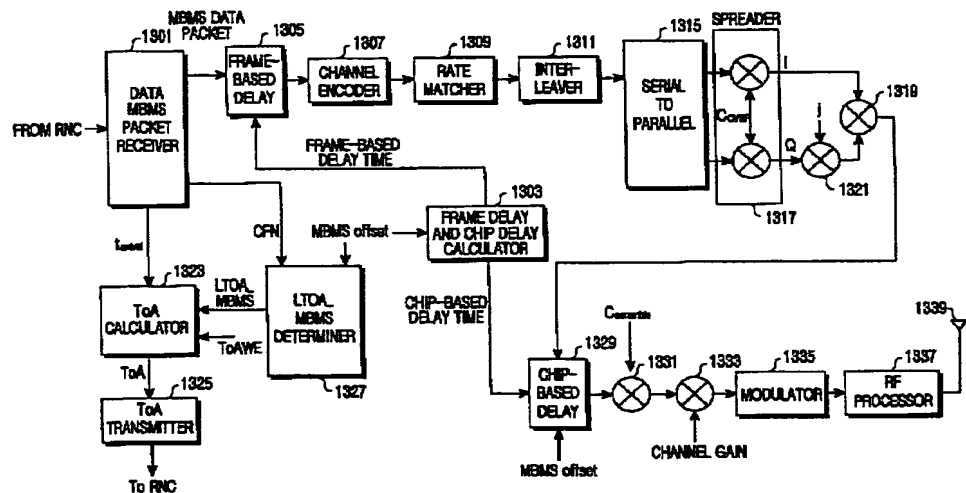 MBMS DATA
PACKET
1301
1305
1307
1309
1311
1315
SPREADER
DATA
MBMS
PACKET
RECEIVER
FRAME-
BASED
DELAY
CHANNEL
ENCODER
RATE
MATCHER
INTER-
LEAVER
SERIAL
TO
PARALLEL
I
1319
FROM RNC
j
Q
1321
1317
FRAME-BASED
DELAY TIME
1303
FRAME DELAY
AND CHIP DELAY
CALCULATOR
MBMS offset
CFN
1323
LTOA_
MBMS
ToA
CALCULATOR
ToAWE
LTOA_
MBMS
DETERMINER
1327
CHIP-BASED
DELAY TIME
ToA
1325
ToA
TRANSMITTER
To RNC
1329
CHIP-
BASED
DELAY
MBMS offset
1331
1333
CHANNEL GAIN
1335
MODULATOR
1337
RF
PROCESSOR
1339